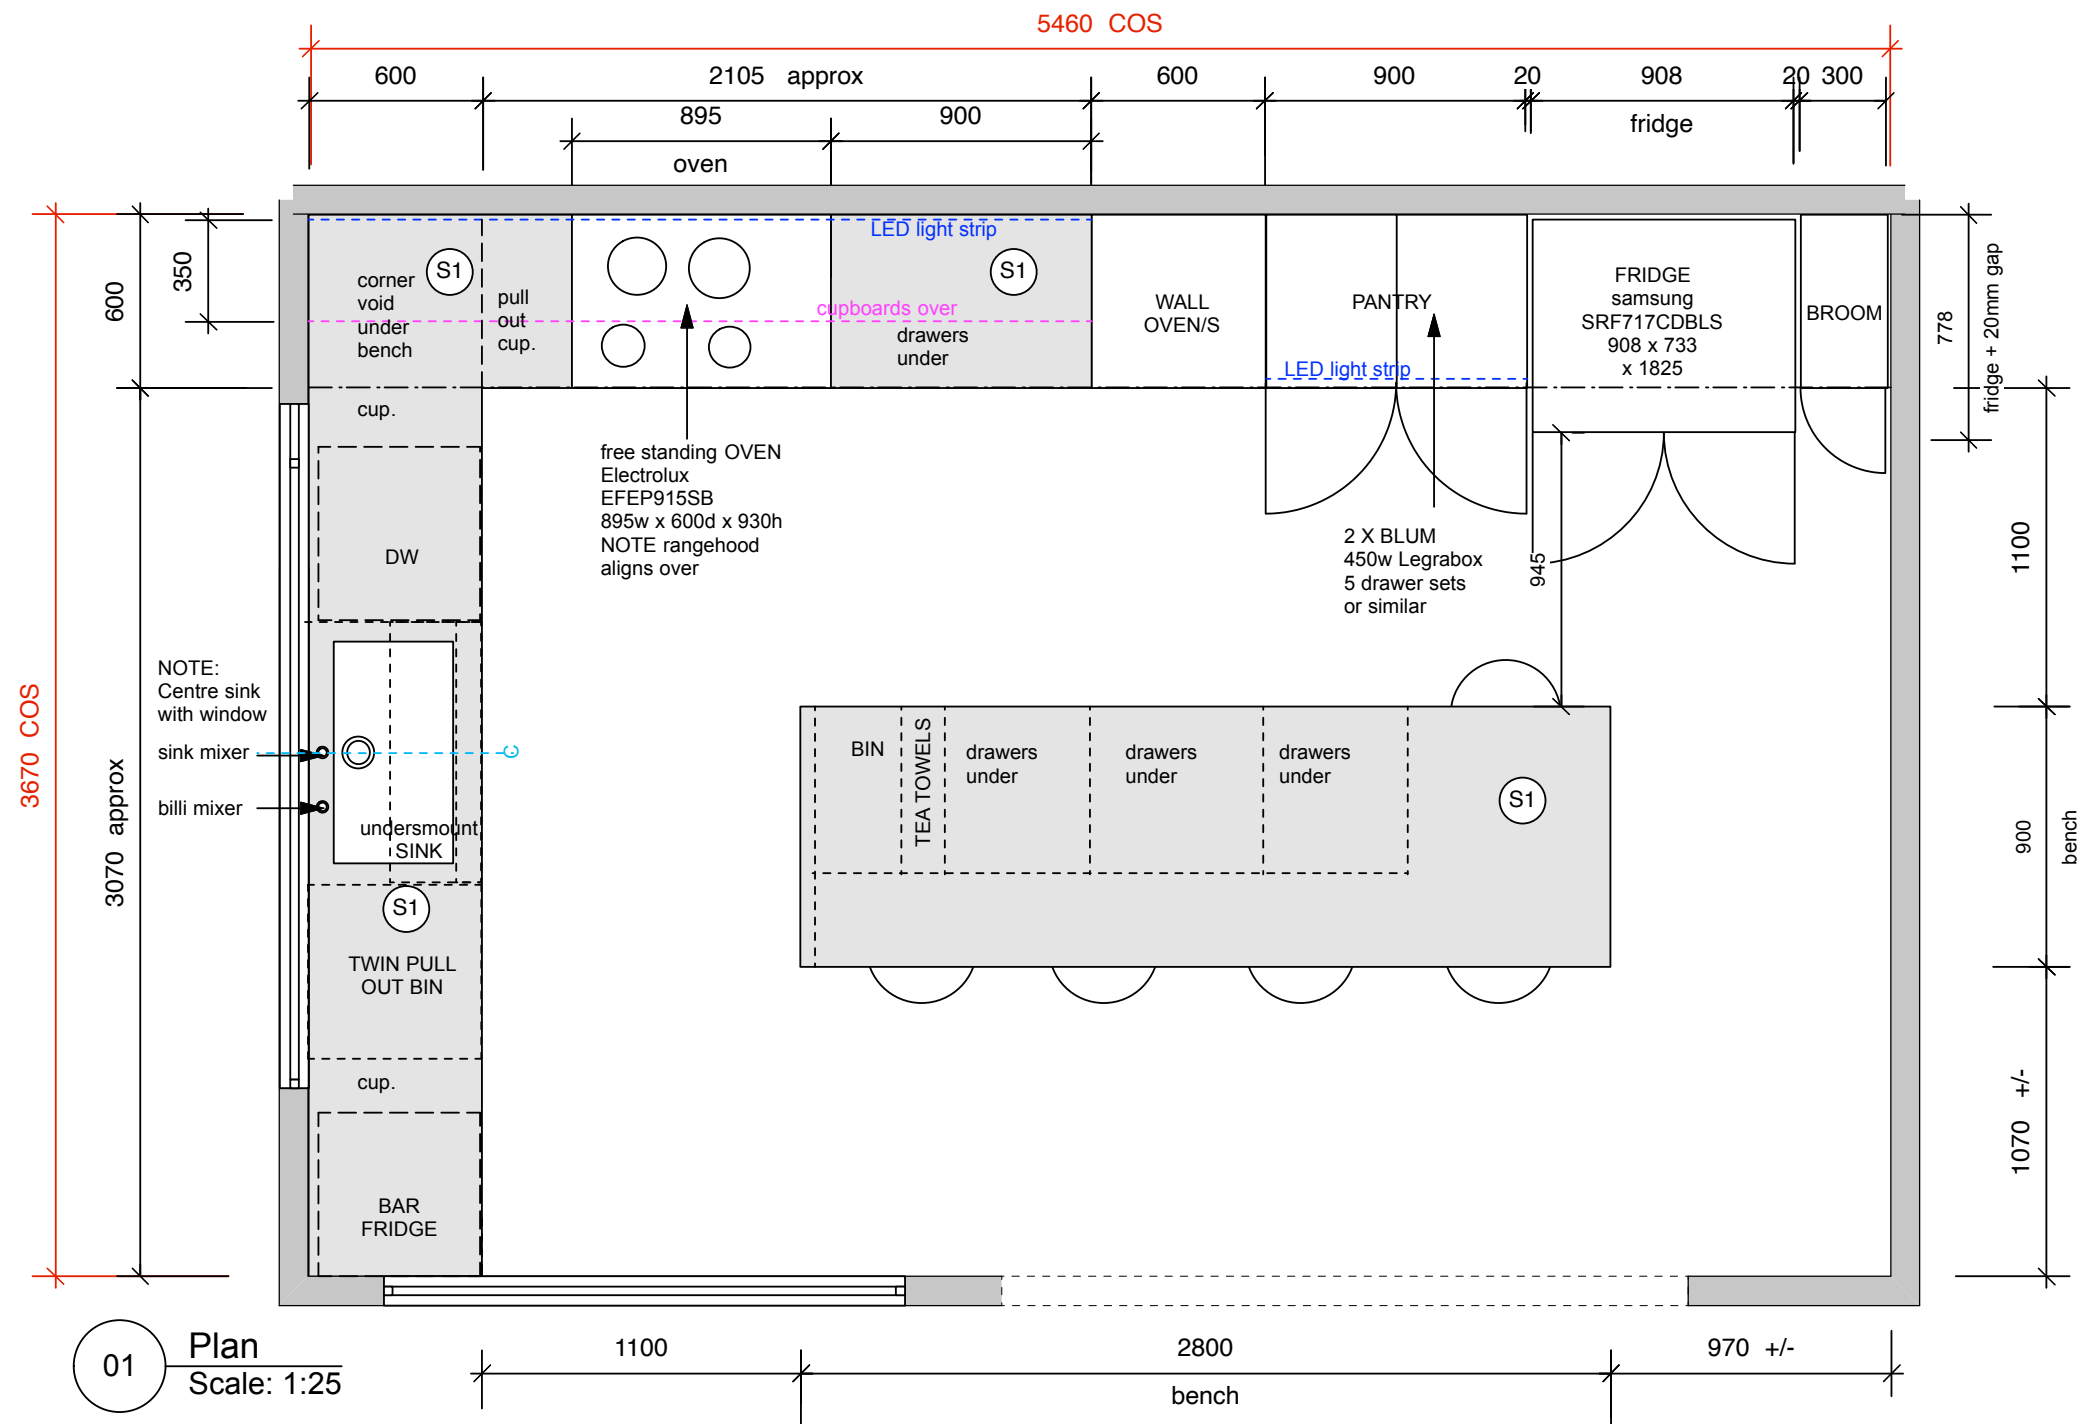 5460 COS
600
2105 approx
600
900
20
908
20
300
895
900
fridge
oven
LED light strip
S1
S1
corner
void
under
bench
pull
out
cup.
cupboards over
drawers
under
WALL
OVEN/S
PANTRY
LED light strip
FRIDGE
samsung
SRF717CDBLS
908 x 733
x 1825
BROOM
778
fridge + 20mm gap
600
350
cup.
DW
free standing OVEN
Electrolux
EFEP915SB
895w x 600d x 930h
NOTE rangehood
aligns over
2 X BLUM
450w Legrabox
5 drawer sets
or similar
945
1100
3670 COS
3070 approx
NOTE:
Centre sink
with window
sink mixer
billi mixer
C
undersmount
SINK
S1
TWIN PULL
OUT BIN
cup.
BAR
FRIDGE
BIN
TEA TOWELS
drawers
under
drawers
under
drawers
under
S1
900
bench
1070 +/-
01
Plan
Scale: 1:25
1100
2800
970 +/-
bench